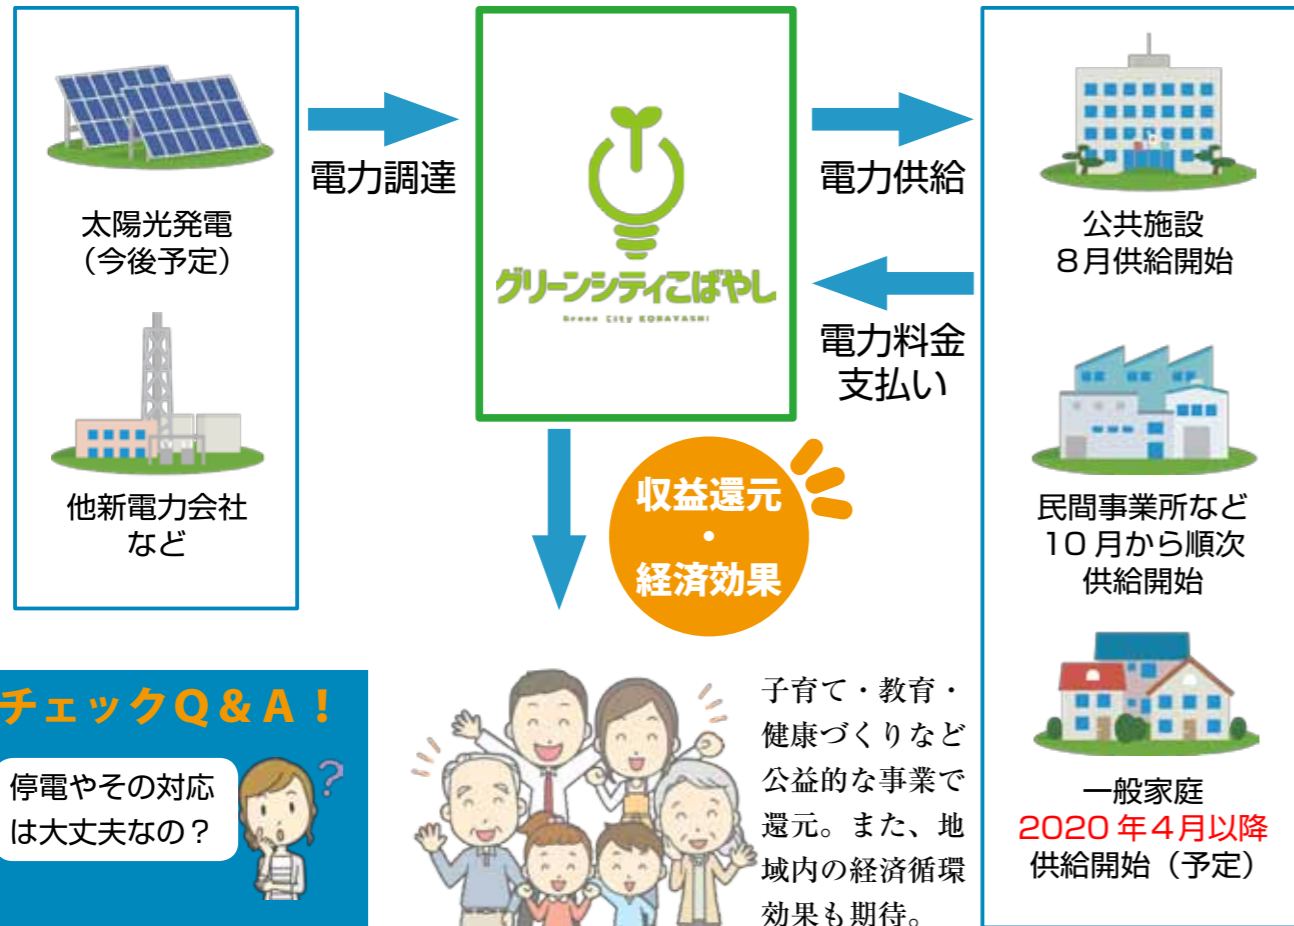 太陽光発電
（今後予定）
他新電力会社
など
電力調達
グリーンシティこばやし
Green City KOBAYASHI
電力供給
電力料金
支払い
公共施設
８月供給開始
民間事業所など
10 月から順次
供給開始
一般家庭
2020 年４月以降
供給開始（予定）
収益還元
・
経済効果
子育て・教育・
健康づくりなど
公益的な事業で
還元。また、地
域内の経済循環
効果も期待。
チェックQ＆A！
停電やその対応
は大丈夫なの？
?